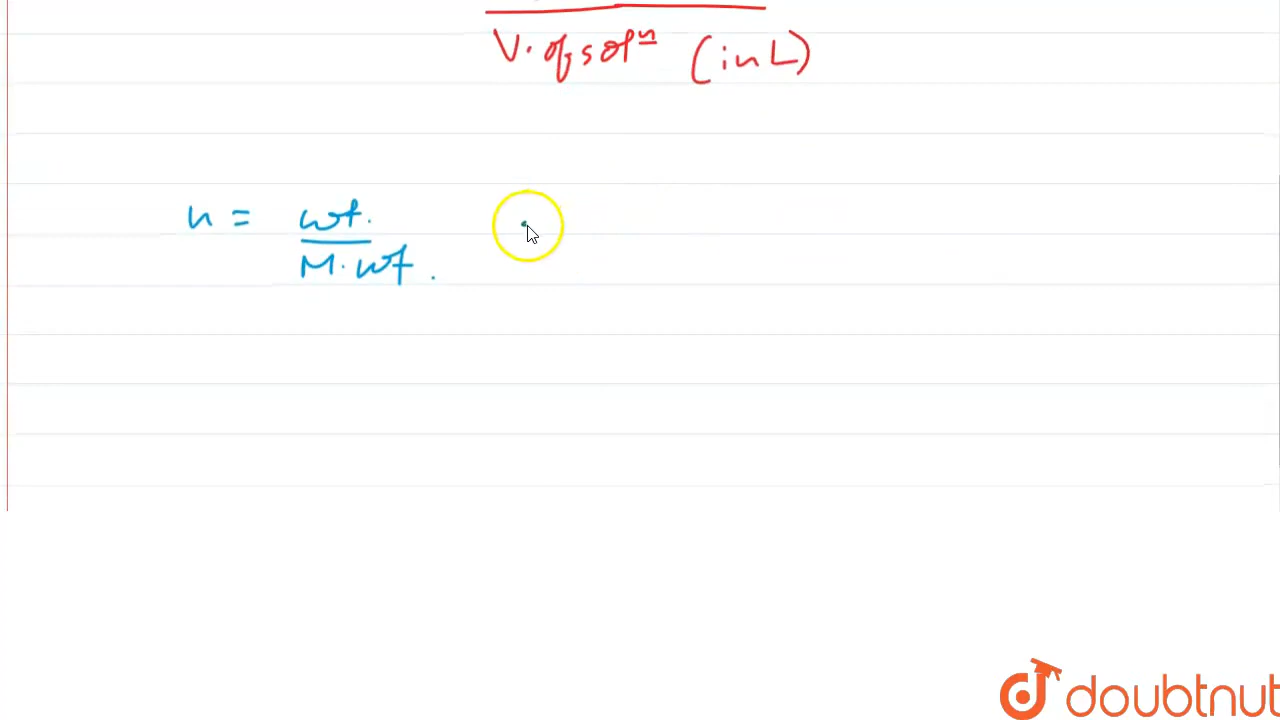 V. of solⁿ (in L)
n = wt.
M. wt.
doubtnut